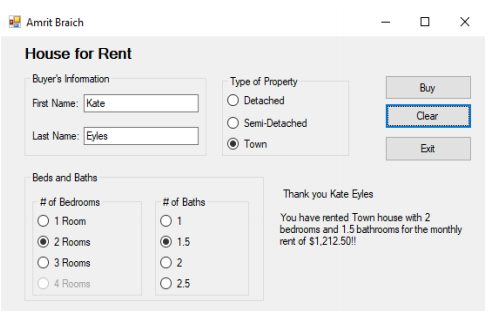 Amrit Braich
House for Rent
Buyer's Information
First Name: Kate
Last Name: Eyles
Type of Property
Detached
Semi-Detached
Town
Buy
Clear
Exit
Beds and Baths
# of Bedrooms
1 Room
2 Rooms
3 Rooms
4 Rooms
# of Baths
1
1.5
2
2.5
Thank you Kate Eyles
You have rented Town house with 2
bedrooms and 1.5 bathrooms for the monthly
rent of $1,212.50!!